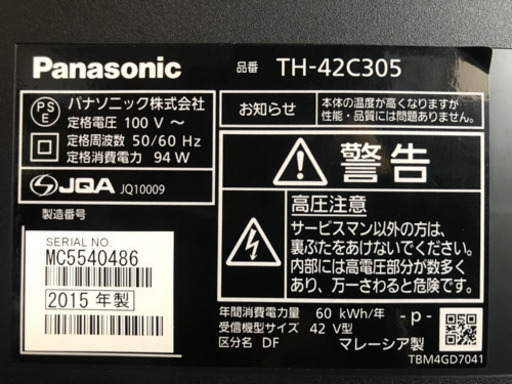 Panasonic
品番 TH-42C305
PS
E
パナソニック株式会社
定格電圧 100 V ～
定格周波数 50/60 Hz
定格消費電力 94 W
JQA JQ10009
製造番号
SERIAL NO.
MC5540486
2015 年製
お知らせ
本体の温度が高くなりますが
性能・品質には問題ありません。
警告
高圧注意
サービスマン以外の方は、
裏ぶたをあけないでください。
内部には高電圧部分が数多く
あり、万一さわると危険です。
年間消費電力量 60 kWh/年
受信機型サイズ 42 V型
区分名 DF
-p-
マレーシア製
TBM4GD7041